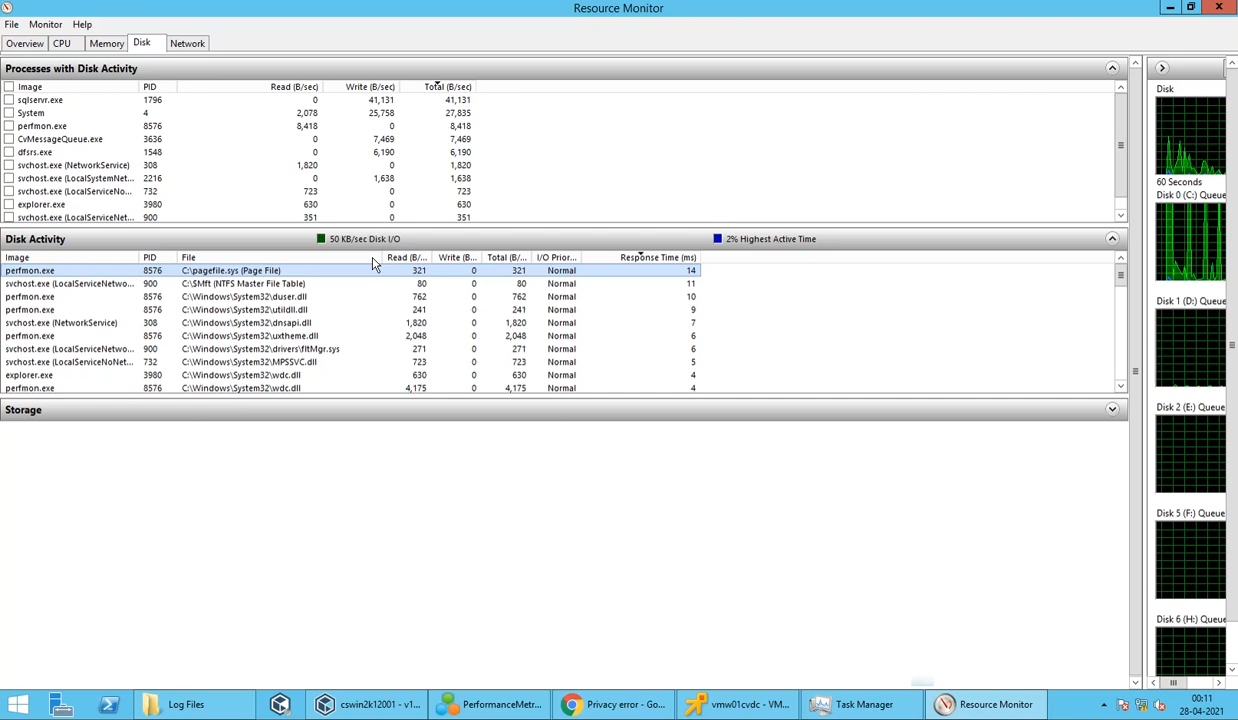 Resource Monitor
File Monitor Help
Overview CPU Memory Disk Network
Processes with Disk Activity
Image PID Read (B/sec) Write (B/sec) Total (B/sec)
sqlservr.exe 1796 0 41,131 41,131
System 4 2,078 25,758 27,835
perfmon.exe 8576 8,418 0 8,418
CvMessageQueue.exe 3636 0 7,469 7,469
dfsrs.exe 1548 0 6,190 6,190
svchost.exe (NetworkService) 308 1,820 0 1,820
svchost.exe (LocalSystemNet... 2216 0 1,638 1,638
svchost.exe (LocalServiceNo... 732 723 0 723
explorer.exe 3980 630 0 630
svchost.exe (LocalServiceNet... 900 351 0 351
Disk Activity 50 KB/sec Disk I/O 2% Highest Active Time
Image PID File Read (B/... Write (B... Total (B/... I/O Prior... Response Time (ms)
perfmon.exe 8576 C:\pagefile.sys (Page File) 321 0 321 Normal 14
svchost.exe (LocalServiceNetwo... 900 C:\$Mft (NTFS Master File Table) 80 0 80 Normal 11
perfmon.exe 8576 C:\Windows\System32\duser.dll 762 0 762 Normal 10
perfmon.exe 8576 C:\Windows\System32\utildll.dll 241 0 241 Normal 9
svchost.exe (NetworkService) 308 C:\Windows\System32\dnsapi.dll 1,820 0 1,820 Normal 7
perfmon.exe 8576 C:\Windows\System32\uxtheme.dll 2,048 0 2,048 Normal 6
svchost.exe (LocalServiceNetwo... 900 C:\Windows\System32\drivers\fltMgr.sys 271 0 271 Normal 6
svchost.exe (LocalServiceNoNet... 732 C:\Windows\System32\MPSSVC.dll 723 0 723 Normal 5
explorer.exe 3980 C:\Windows\System32\wdc.dll 630 0 630 Normal 4
perfmon.exe 8576 C:\Windows\System32\wdc.dll 4,175 0 4,175 Normal 4
Storage
Disk
60 Seconds
Disk 0 (C:) Queue
Disk 1 (D:) Queue
Disk 2 (E:) Queue
Disk 5 (F:) Queue
Disk 6 (H:) Queue
Log Files cswin2k12001 - v1... PerformanceMetr... Privacy error - Go... vmw01cvdc - VM... Task Manager Resource Monitor 00:11
28-04-2021